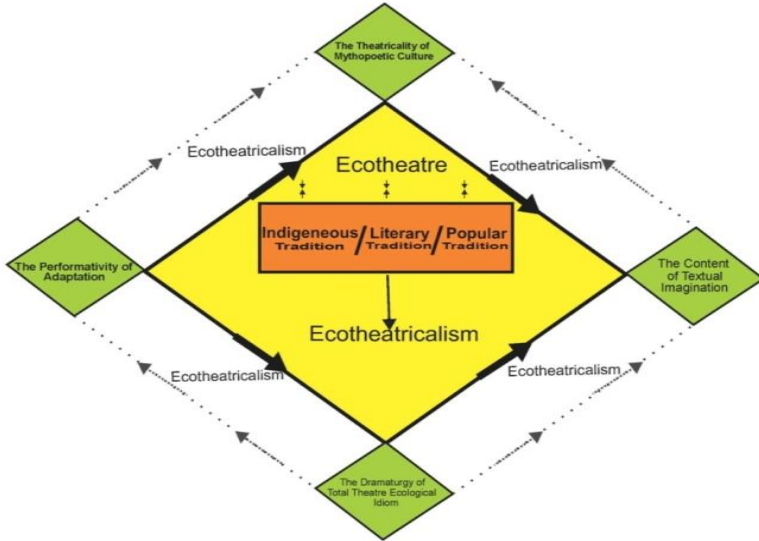 The Theatricality of
Mythopoetic Culture
Ecotheatricalism
Ecotheatricalism
Ecotheatre
Indigeneous / Literary / Popular
Tradition Tradition Tradition
The Performativity of
Adaptation
The Content
of Textual
Imagination
Ecotheatricalism
Ecotheatricalism
Ecotheatricalism
The Dramaturgy of
Total Theatre Ecological
Idiom